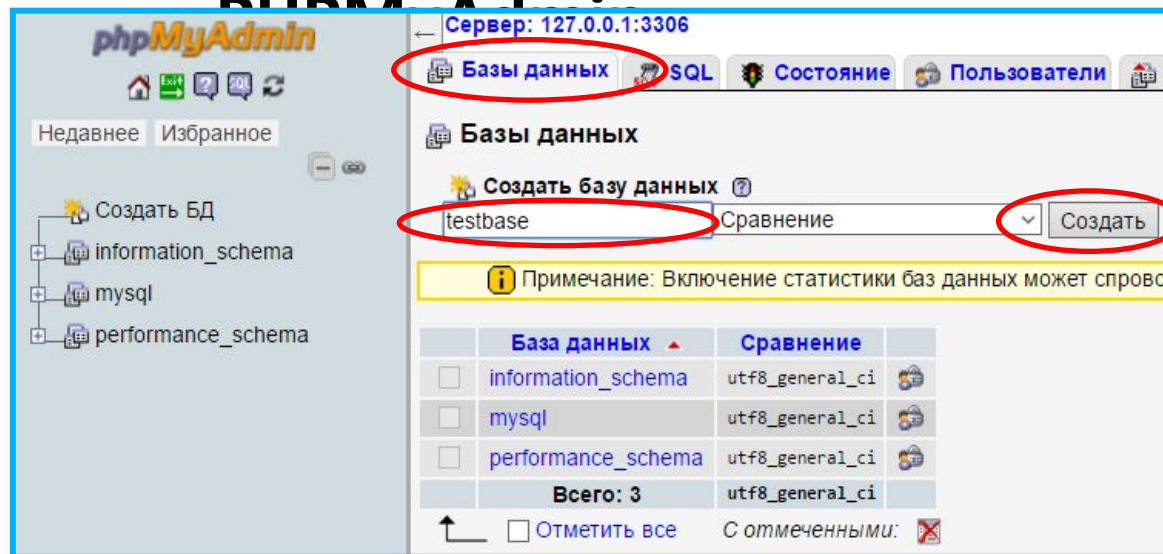 PHPMyAdmin
phpMyAdmin
Недавнее Избранное
Создать БД
information_schema
mysql
performance_schema
Сервер: 127.0.0.1:3306
Базы данных SQL Состояние Пользователи
Базы данных
Создать базу данных
testbase Сравнение Создать
Примечание: Включение статистики баз данных может спрово
База данных Сравнение
information_schema utf8_general_ci
mysql utf8_general_ci
performance_schema utf8_general_ci
Всего: 3 utf8_general_ci
Отметить все С отмеченными: